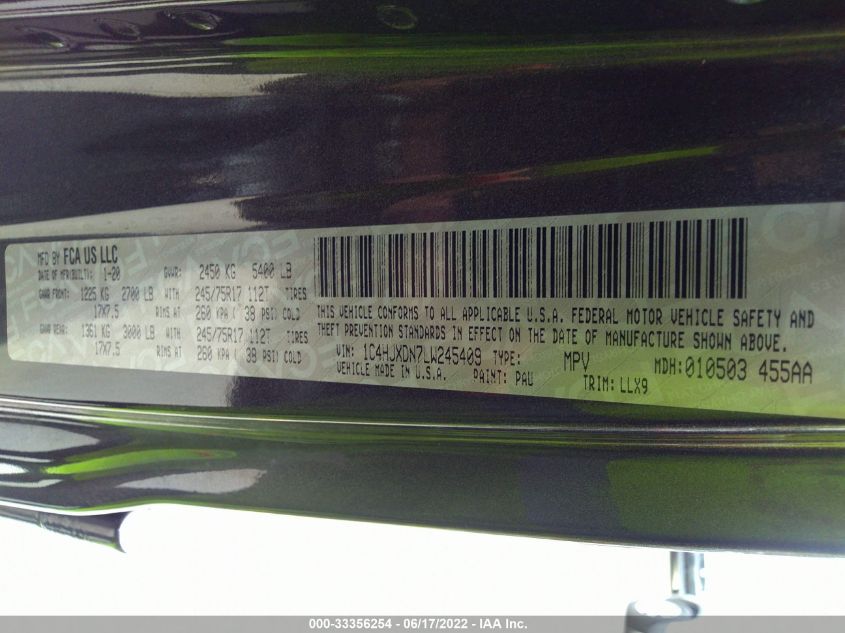 MFD BY FCA US LLC
DATE OF MFR(BUILT): 1-20 GVWR: 2450 KG 5400 LB
GAWR FRONT: 1225 KG 2700 LB WITH 245/75R17 112T TIRES
17X7.5 RIMS AT 260 KPA ( 38 PSI) COLD
GAWR REAR: 1361 KG 3000 LB WITH 245/75R17 112T TIRES
17X7.5 RIMS AT 260 KPA ( 38 PSI) COLD
THIS VEHICLE CONFORMS TO ALL APPLICABLE U.S.A. FEDERAL MOTOR VEHICLE SAFETY AND
THEFT PREVENTION STANDARDS IN EFFECT ON THE DATE OF MANUFACTURE SHOWN ABOVE.
VIN: 1C4HJXDN7LW245409 TYPE: MPV MDH:010503 455AA
VEHICLE MADE IN U.S.A. PAINT: PAU TRIM: LLX9
000-33356254 - 06/17/2022 - IAA Inc.